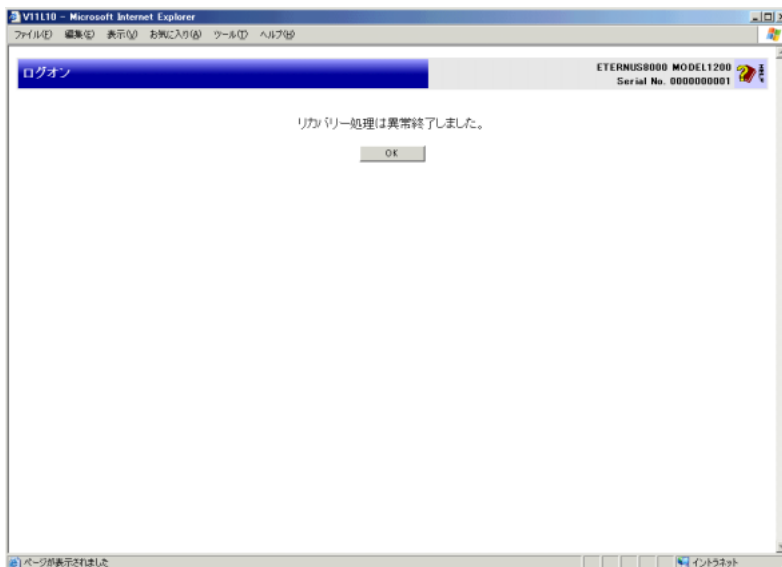 V11L10 - Microsoft Internet Explorer
ファイル(F) 編集(E) 表示(V) お気に入り(A) ツール(T) ヘルプ(H)
ログオン
ETERNUS8000 MODEL1200
Serial No. 0000000001
リカバリー処理は異常終了しました。
OK
ページが表示されました
イントラネット